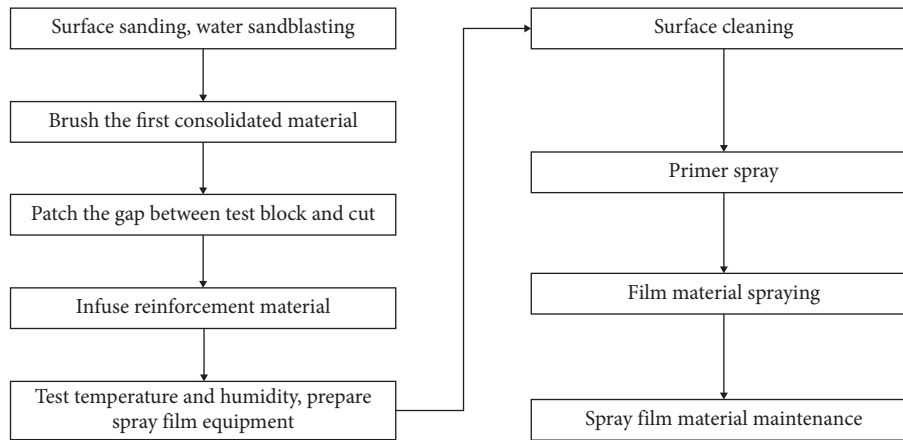 Surface sanding, water sandblasting
Brush the first consolidated material
Patch the gap between test block and cut
Infuse reinforcement material
Test temperature and humidity, prepare
spray film equipment
Surface cleaning
Primer spray
Film material spraying
Spray film material maintenance